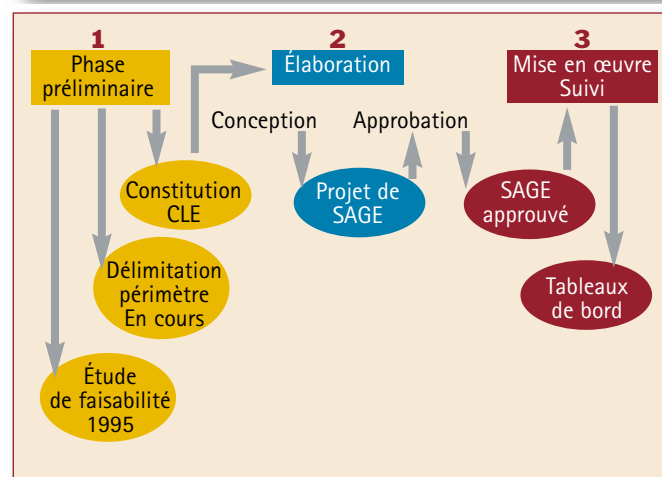 1
Phase
préliminaire
2
Élaboration
3
Mise en œuvre
Suivi
Conception
Approbation
Constitution
CLE
Projet de
SAGE
SAGE
approuvé
Délimitation
périmètre
En cours
Tableaux
de bord
Étude
de faisabilité
1995